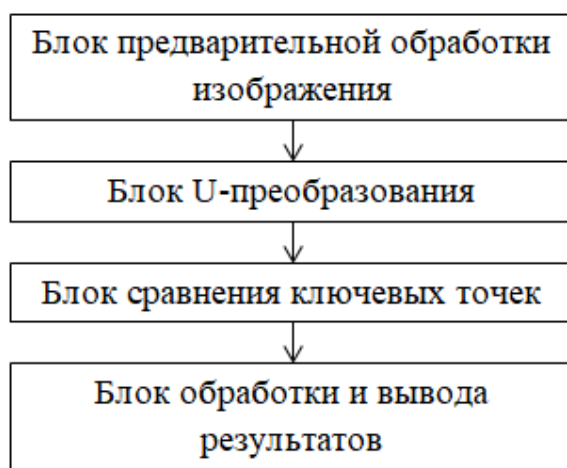 Блок предварительной обработки
изображения
Блок U-преобразования
Блок сравнения ключевых точек
Блок обработки и вывода
результатов